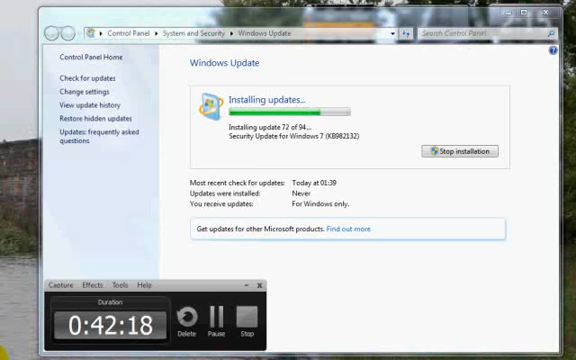 Control Panel ▸ System and Security ▸ Windows Update
Search Control Panel
Control Panel Home
Check for updates
Change settings
View update history
Restore hidden updates
Updates: frequently asked
questions
Windows Update
Installing updates...
Installing update 72 of 94...
Security Update for Windows 7 (KB982132)
Stop installation
Most recent check for updates: Today at 01:39
Updates were installed: Never
You receive updates: For Windows only.
Get updates for other Microsoft products. Find out more
Capture Effects Tools Help
Duration
0:42:18
Delete Pause Stop